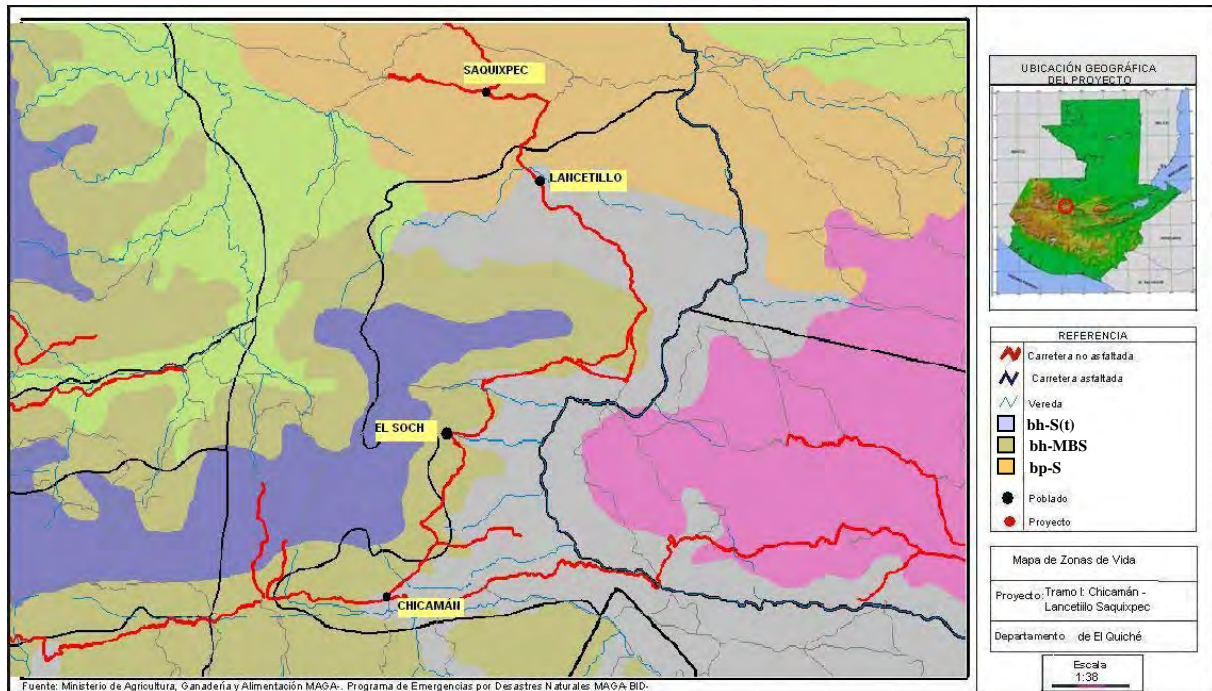 SAQUIXPEC
LANCETILLO
EL SOCH
CHICAMÁN
Fuente: Ministerio de Agricultura, Ganadería y Alimentación MAGA-. Programa de Emergencias por Desastres Naturales MAGA-BID-
UBICACIÓN GEOGRÁFICA
DEL PROYECTO
REFERENCIA
Carretera no asfaltada
Carretera asfaltada
Vereda
bh-S(t)
bh-MBS
bp-S
Poblado
Proyecto
Mapa de Zonas de Vida
Proyecto: Tramo I: Chicamán -
Lancetillo Saquixpec
Departamento de El Quiché
Escala
1:38